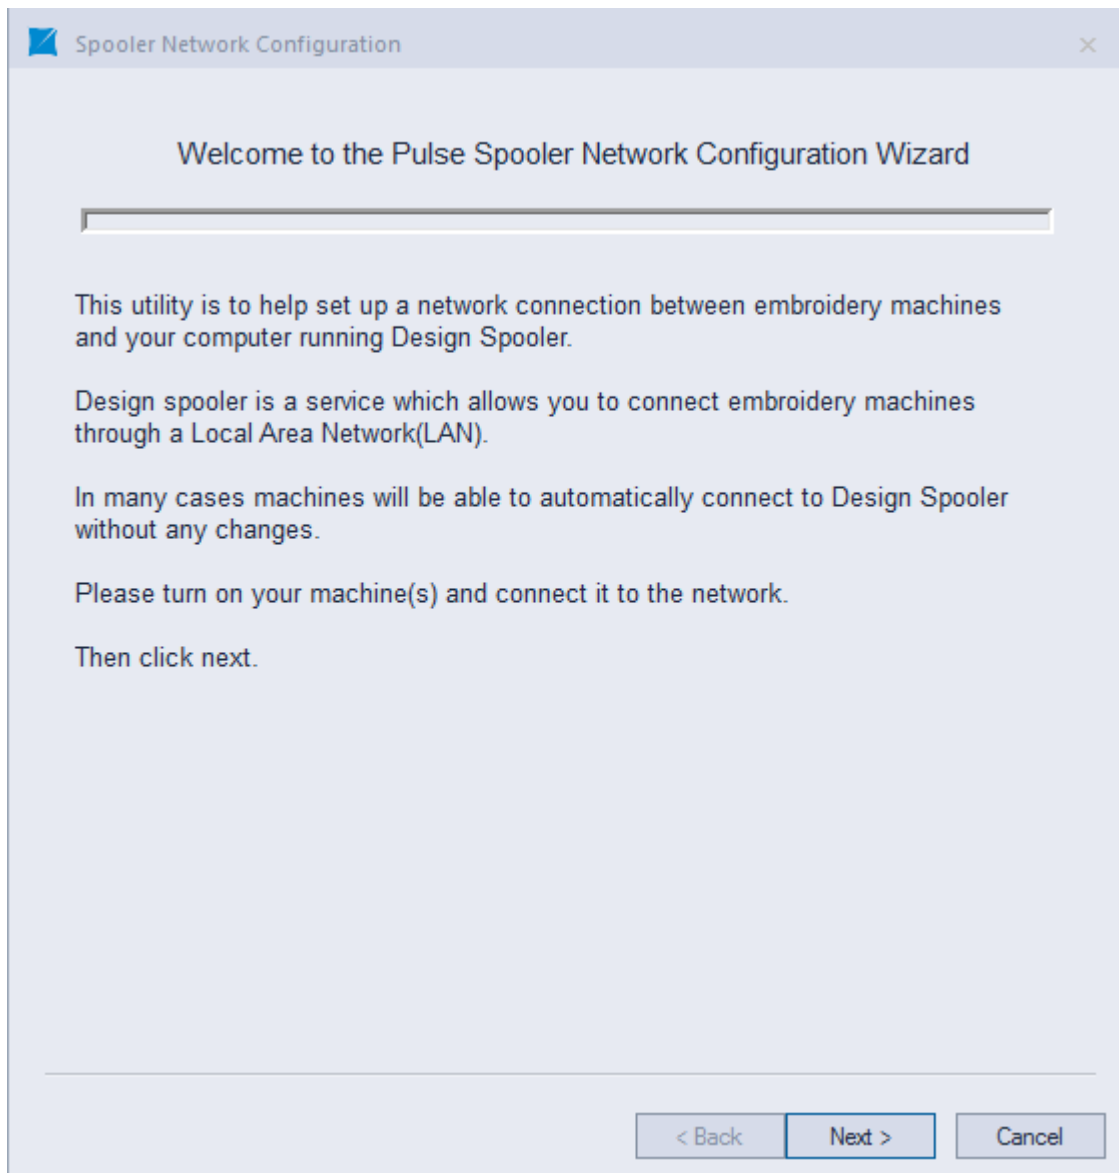 Spooler Network Configuration
Welcome to the Pulse Spooler Network Configuration Wizard
This utility is to help set up a network connection between embroidery machines
and your computer running Design Spooler.
Design spooler is a service which allows you to connect embroidery machines
through a Local Area Network(LAN).
In many cases machines will be able to automatically connect to Design Spooler
without any changes.
Please turn on your machine(s) and connect it to the network.
Then click next.
< Back Next > Cancel